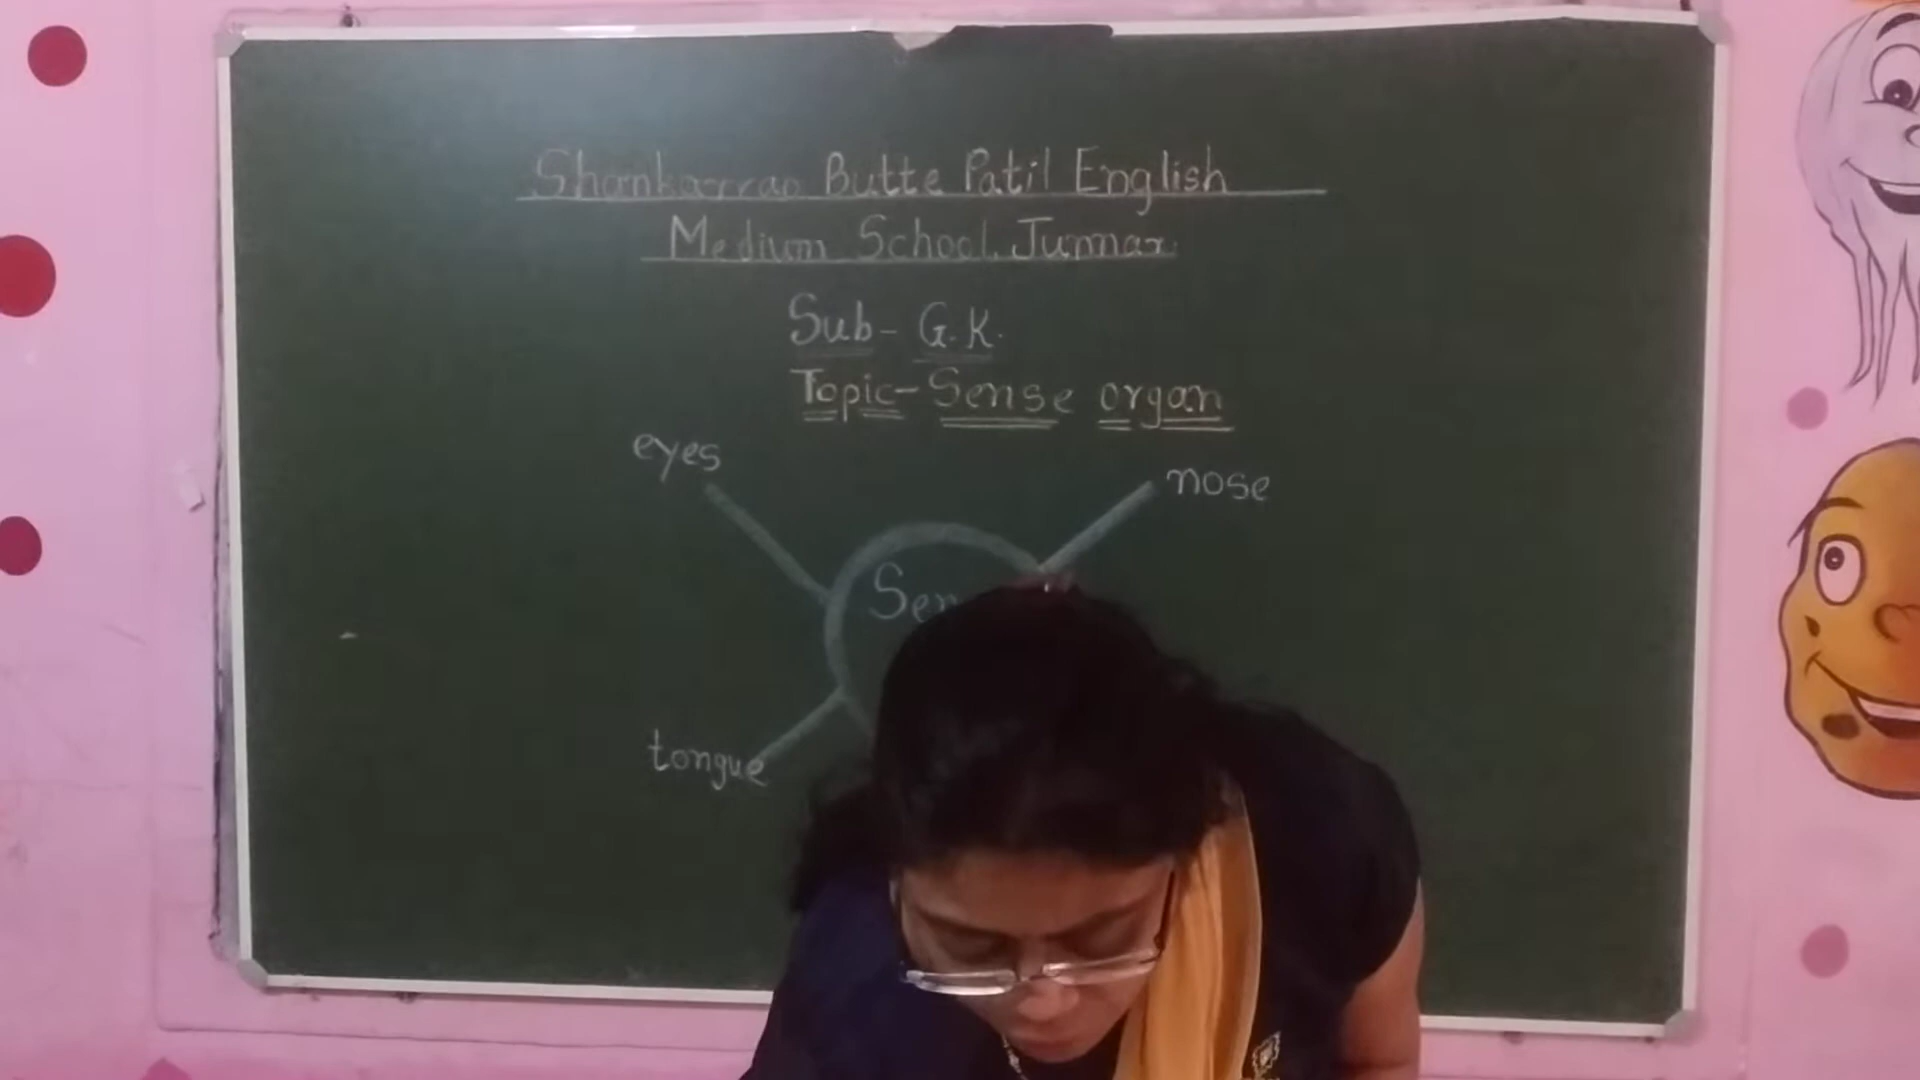 Shankarrao Butte Patil English
Medium School. Junnar.
Sub - G.K.
Topic - Sense organ
eyes
nose
tongue